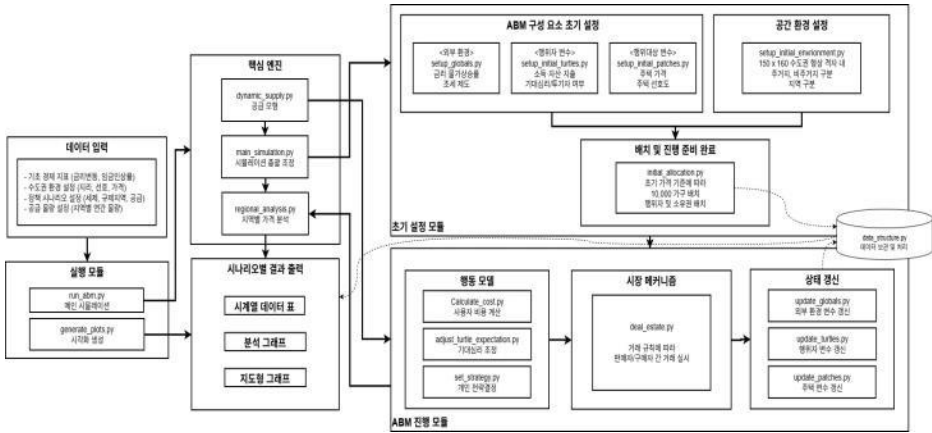 데이터 입력
- 기초 경제 지표 (금리변동, 임금인상률)
- 수도권 환경 설정 (지리, 선호, 가격)
- 정책 시나리오 설정 (세제, 규제지역, 공급)
- 공급 물량 설정 (지역별 연간 물량)
실행 모듈
run_abm.py
메인 시뮬레이션
generate_plots.py
시각화 생성
핵심 엔진
dynamic_supply.py
공급 모형
main_simulation.py
시뮬레이션 총괄 조정
regional_analysis.py
지역별 가격 분석
시나리오별 결과 출력
시계열 데이터 표
분석 그래프
지도형 그래프
ABM 구성 요소 초기 설정
<외부 환경>
setup_globals.py
금리 물가상승률
조세 제도
<행위자 변수>
setup_initial_turtles.py
소득 자산 지출
기대심리/투기자 여부
<행위대상 변수>
setup_initial_patches.py
주택 가격
주택 선호도
공간 환경 설정
setup_initial_envrionment.py
150 x 160 수도권 형상 격자 내
주거지, 비주거지 구분
지역 구분
배치 및 진행 준비 완료
initial_allocation.py
초기 가격 기준에 따라
10,000 가구 배치
행위자 및 소유권 배치
초기 설정 모듈
data_structure.py
데이터 보관 및 처리
행동 모델
Calculate_cost.py
사용자 비용 계산
adjust_turtle_expectation.py
기대심리 조정
set_strategy.py
개인 전략결정
시장 메커니즘
deal_estate.py
거래 규칙에 따라
판매자/구매자 간 거래 실시
상태 갱신
update_globals.py
외부 환경 변수 갱신
update_turtles.py
행위자 변수 갱신
update_patches.py
주택 변수 갱신
ABM 진행 모듈